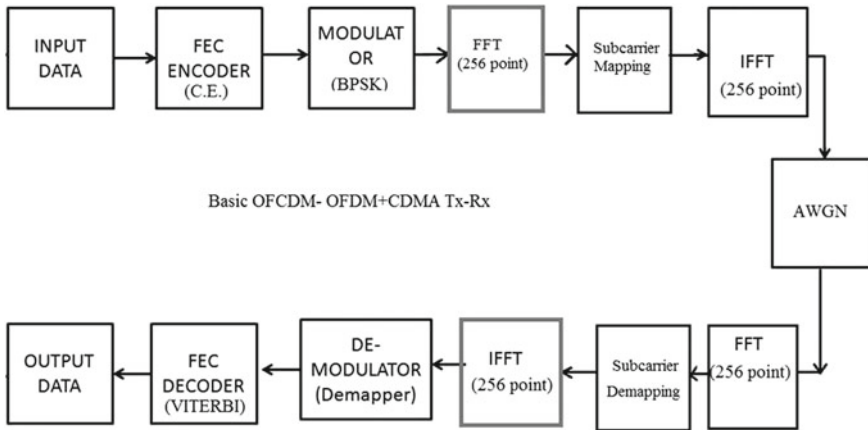 INPUT
DATA
FEC
ENCODER
(C.E.)
MODULAT
OR
(BPSK)
FFT
(256 point)
Subcarrier
Mapping
IFFT
(256 point)
AWGN
Basic OFCDM- OFDM+CDMA Tx-Rx
OUTPUT
DATA
FEC
DECODER
(VITERBI)
DE-
MODULATOR
(Demapper)
IFFT
(256 point)
Subcarrier
Demapping
FFT
(256 point)